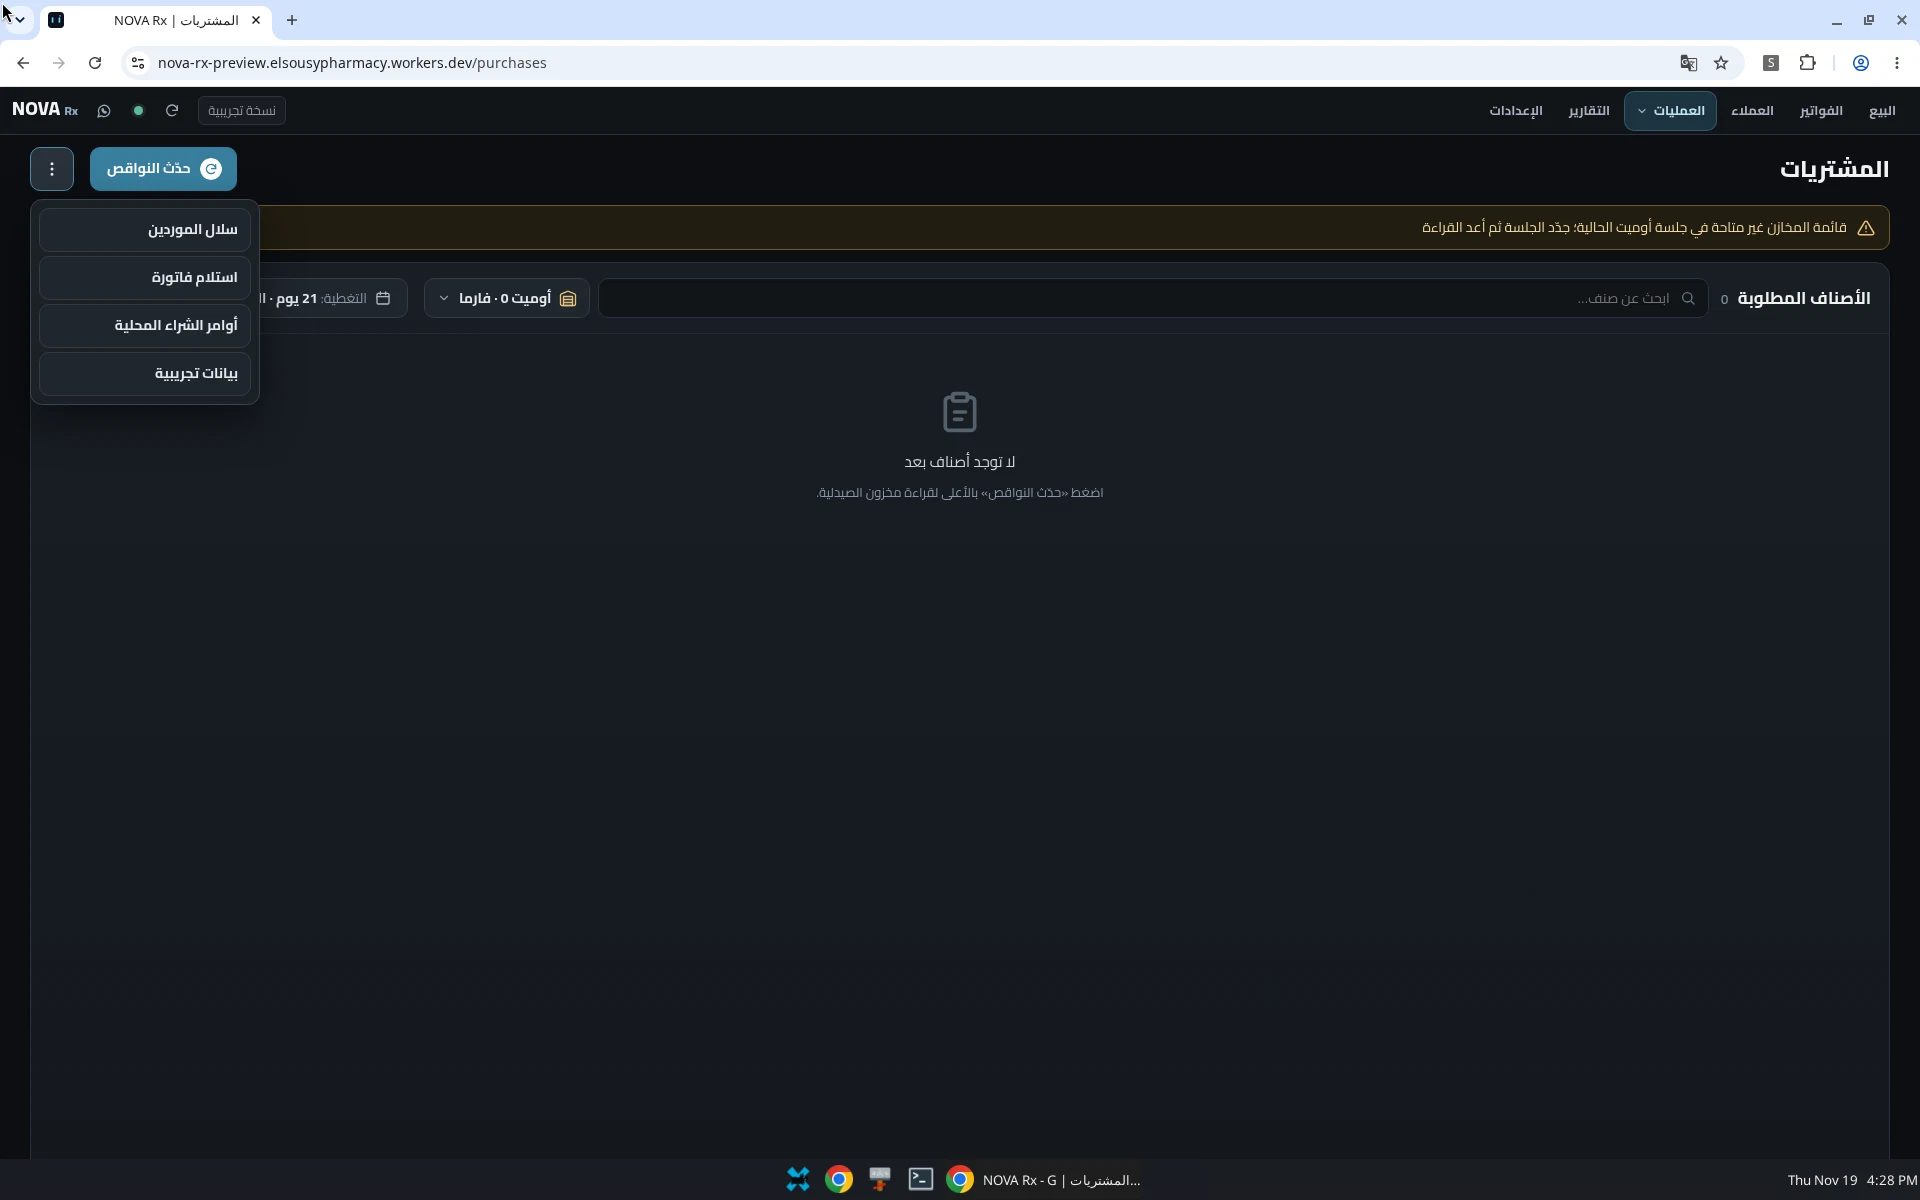 NOVA Rx | المشتريات
nova-rx-preview.elsousypharmacy.workers.dev/purchases
S
NOVA Rx
نسخة تجريبية
البيع
الفواتير
العملاء
العمليات
التقارير
الإعدادات
المشتريات
حدّث النواقص
قائمة المخازن غير متاحة في جلسة أوميت الحالية؛ جدّد الجلسة ثم أعد القراءة
سلال الموردين
استلام فاتورة
أوامر الشراء المحلية
بيانات تجريبية
الأصناف المطلوبة 0
ابحث عن صنف...
أوميت 0 · فارما
التغطية: 21 يوم ·
لا توجد أصناف بعد
اضغط «حدّث النواقص» بالأعلى لقراءة مخزون الصيدلية.
NOVA Rx - G | المشتريات...
Thu Nov 19 4:28 PM